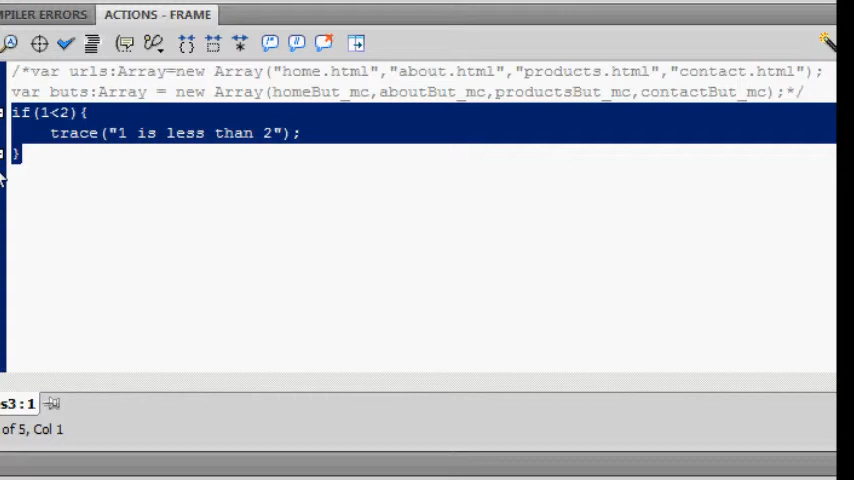 MPILER ERRORS ACTIONS - FRAME
/*var urls:Array=new Array("home.html","about.html","products.html","contact.html");
var buts:Array = new Array(homeBut_mc,aboutBut_mc,productsBut_mc,contactBut_mc);*/
if(1<2){
    trace("1 is less than 2");
}
s3:1
of 5, Col 1